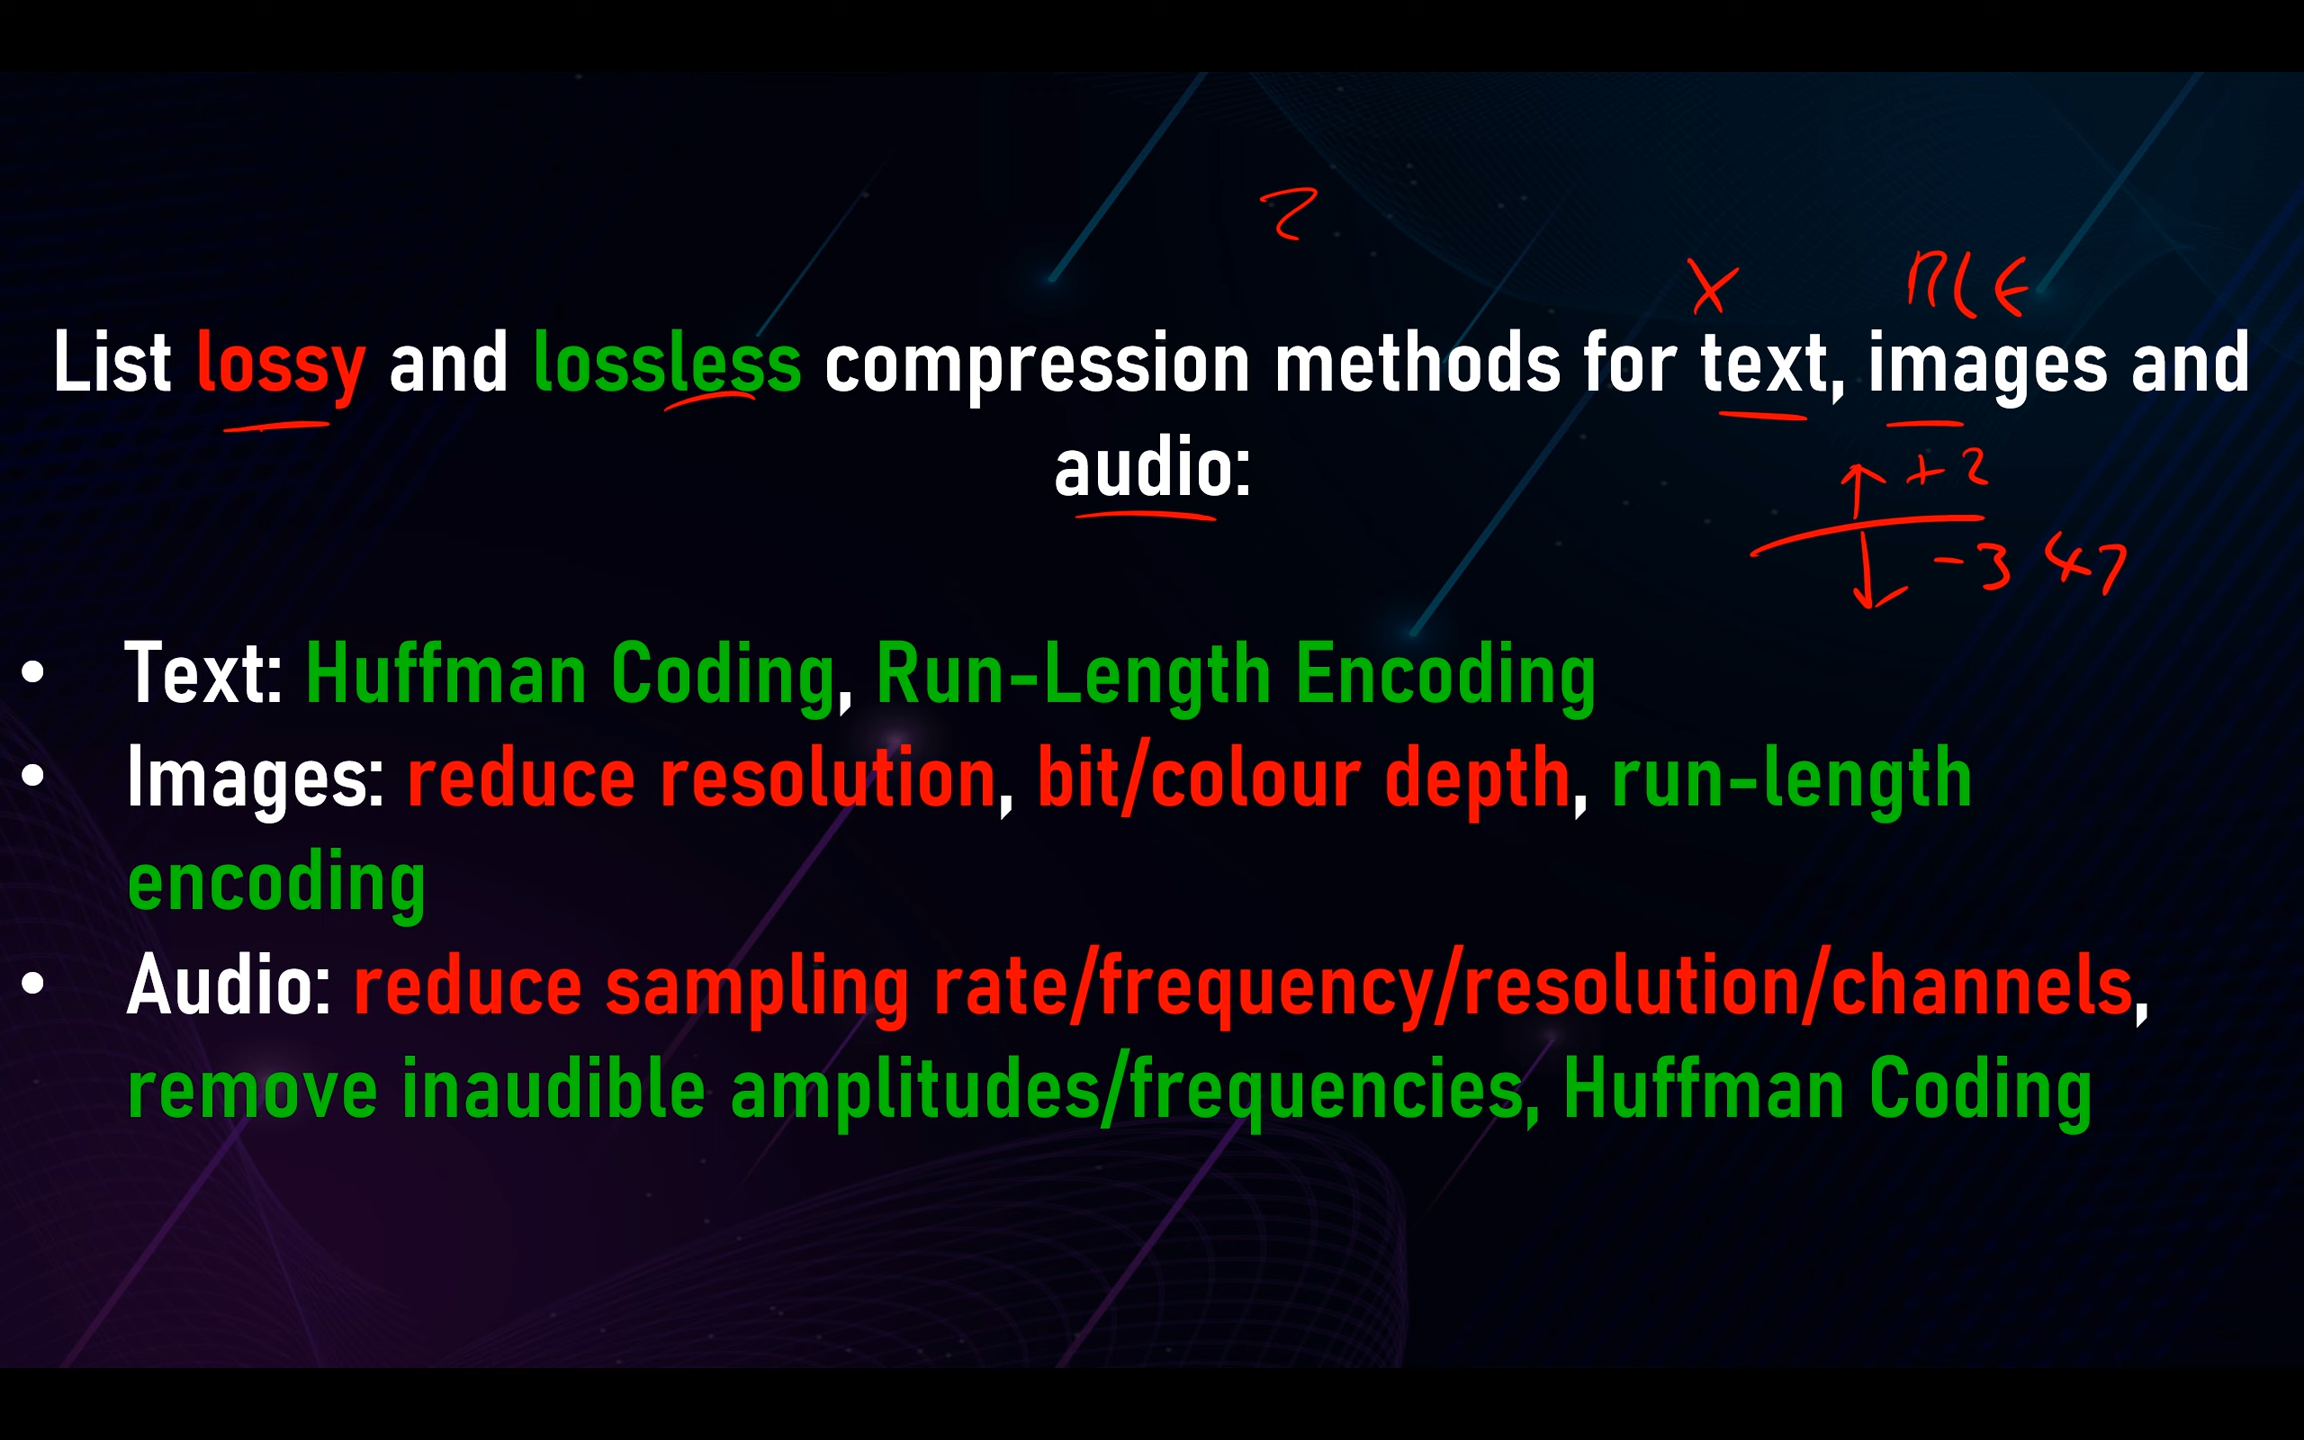 2
X RLE
List lossy and lossless compression methods for text, images and
audio:
+2
-3 47
• Text: Huffman Coding, Run-Length Encoding
• Images: reduce resolution, bit/colour depth, run-length
encoding
• Audio: reduce sampling rate/frequency/resolution/channels,
remove inaudible amplitudes/frequencies, Huffman Coding